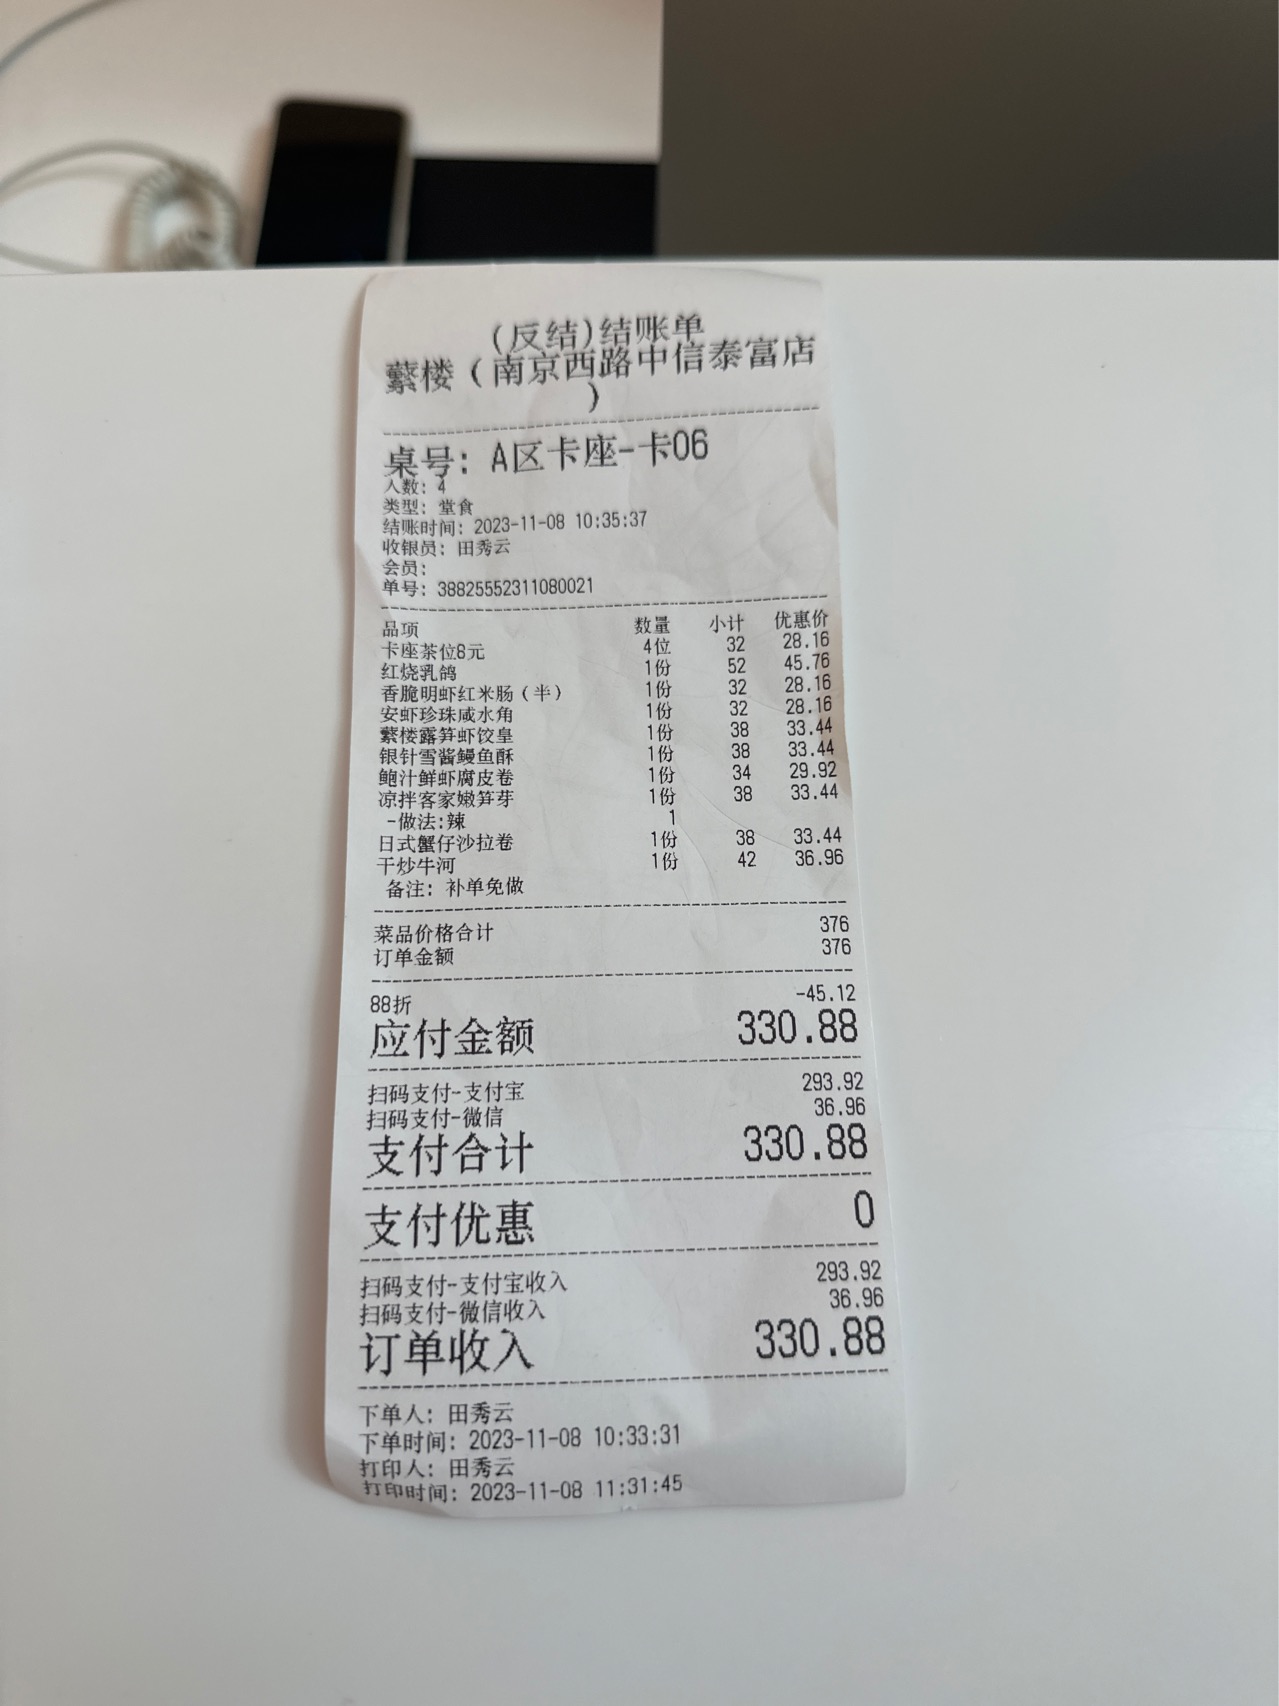 (反结)结账单
蘩楼（南京西路中信泰富店
）
桌号: A区卡座-卡06
人数: 4
类型: 堂食
结账时间: 2023-11-08 10:35:37
收银员: 田秀云
会员:
单号: 38825552311080021
品项 数量 小计 优惠价
卡座茶位8元 4位 32 28.16
红烧乳鸽 1份 52 45.76
香脆明虾红米肠（半） 1份 32 28.16
安虾珍珠咸水角 1份 32 28.16
蘩楼露笋虾饺皇 1份 38 33.44
银针雪酱鳗鱼酥 1份 38 33.44
鲍汁鲜虾腐皮卷 1份 34 29.92
凉拌客家嫩笋芽 1份 38 33.44
-做法:辣 1
日式蟹仔沙拉卷 1份 38 33.44
干炒牛河 1份 42 36.96
备注: 补单免做
菜品价格合计 376
订单金额 376
88折 -45.12
应付金额 330.88
扫码支付-支付宝 293.92
扫码支付-微信 36.96
支付合计 330.88
支付优惠 0
扫码支付-支付宝收入 293.92
扫码支付-微信收入 36.96
订单收入 330.88
下单人: 田秀云
下单时间: 2023-11-08 10:33:31
打印人: 田秀云
打印时间: 2023-11-08 11:31:45